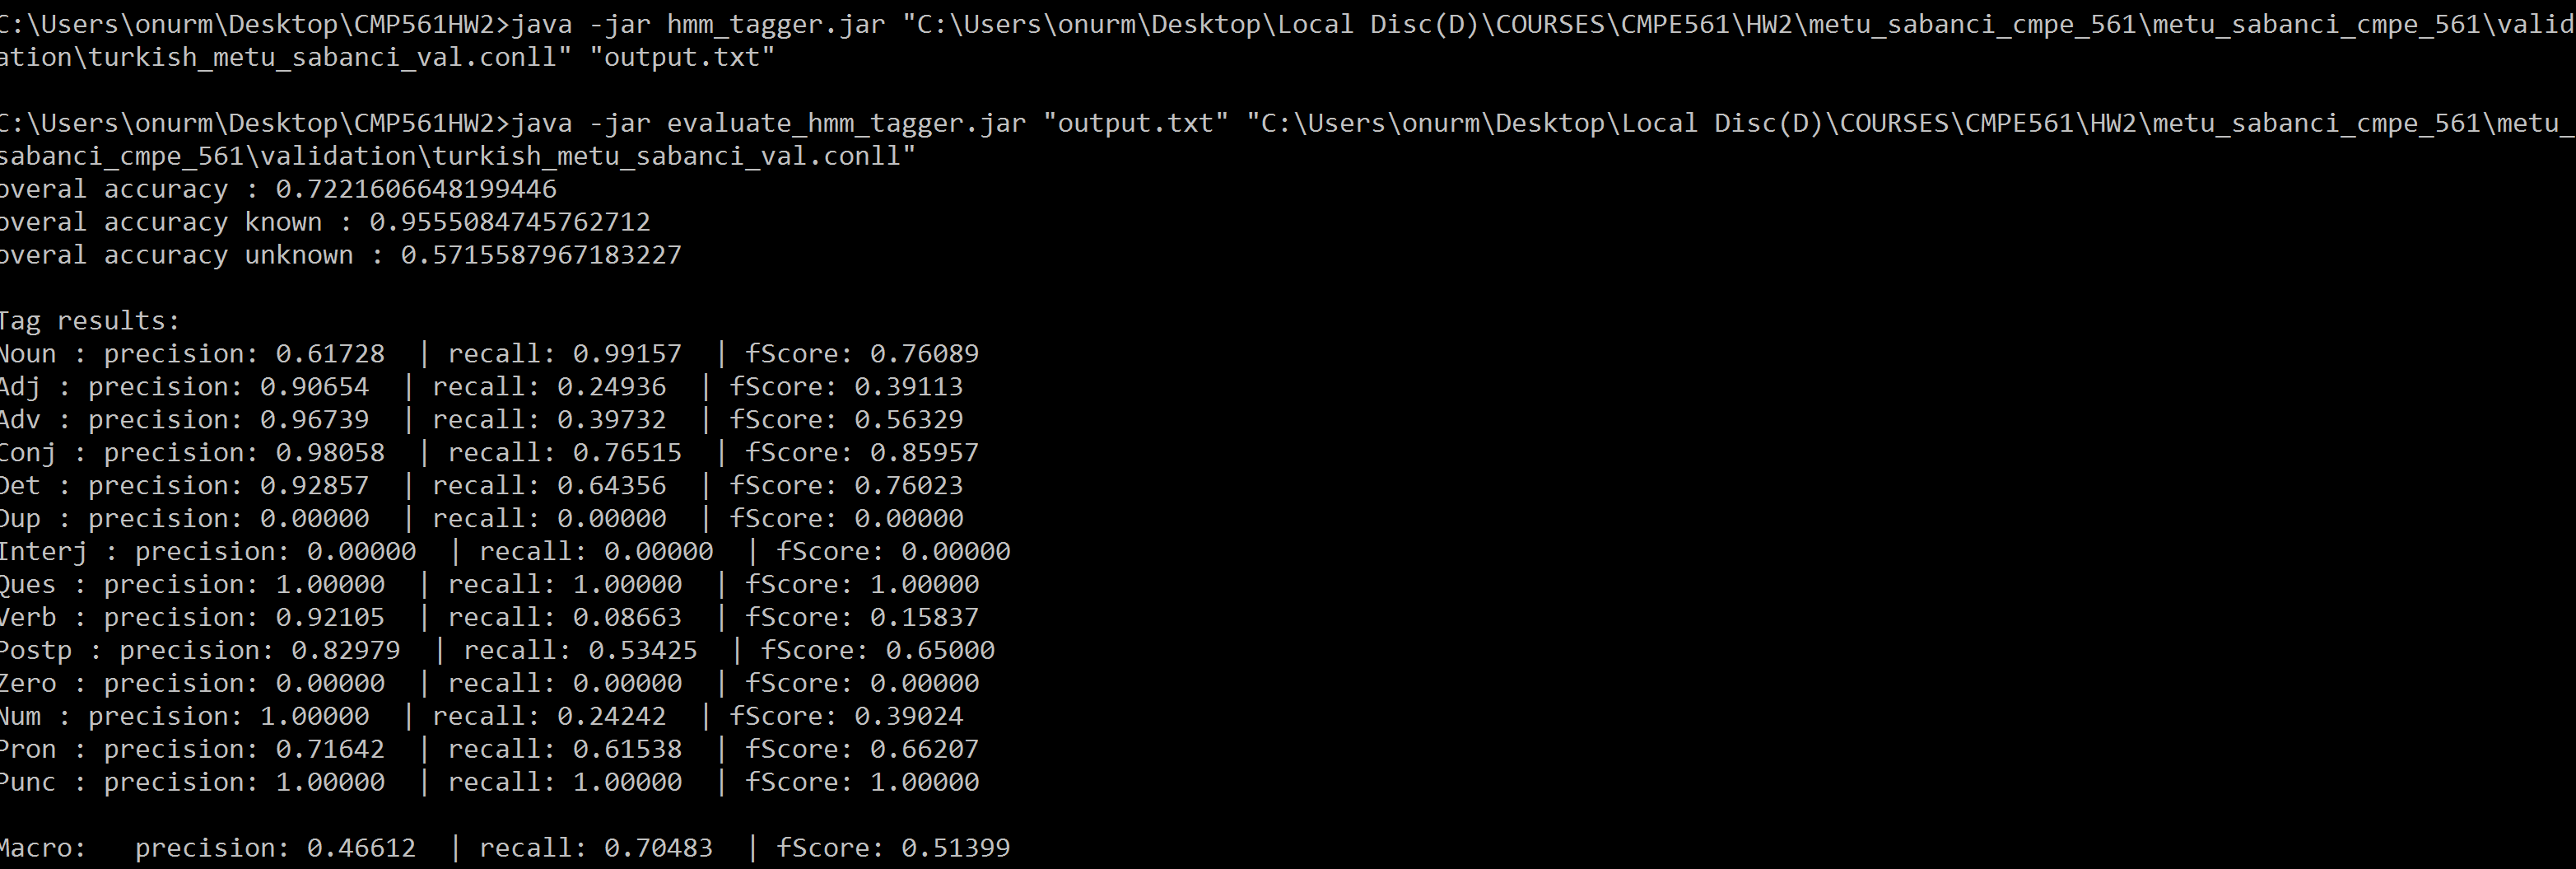 C:\Users\onurm\Desktop\CMP561HW2>java -jar hmm_tagger.jar "C:\Users\onurm\Desktop\Local Disc(D)\COURSES\CMPE561\HW2\metu_sabanci_cmpe_561\metu_sabanci_cmpe_561\valid
ation\turkish_metu_sabanci_val.conll" "output.txt"
C:\Users\onurm\Desktop\CMP561HW2>java -jar evaluate_hmm_tagger.jar "output.txt" "C:\Users\onurm\Desktop\Local Disc(D)\COURSES\CMPE561\HW2\metu_sabanci_cmpe_561\metu_
sabanci_cmpe_561\validation\turkish_metu_sabanci_val.conll"
overal accuracy : 0.7221606648199446
overal accuracy known : 0.9555084745762712
overal accuracy unknown : 0.5715587967183227
Tag results:
Noun : precision: 0.61728 | recall: 0.99157 | fScore: 0.76089
Adj : precision: 0.90654 | recall: 0.24936 | fScore: 0.39113
Adv : precision: 0.96739 | recall: 0.39732 | fScore: 0.56329
Conj : precision: 0.98058 | recall: 0.76515 | fScore: 0.85957
Det : precision: 0.92857 | recall: 0.64356 | fScore: 0.76023
Dup : precision: 0.00000 | recall: 0.00000 | fScore: 0.00000
Interj : precision: 0.00000 | recall: 0.00000 | fScore: 0.00000
Ques : precision: 1.00000 | recall: 1.00000 | fScore: 1.00000
Verb : precision: 0.92105 | recall: 0.08663 | fScore: 0.15837
Postp : precision: 0.82979 | recall: 0.53425 | fScore: 0.65000
Zero : precision: 0.00000 | recall: 0.00000 | fScore: 0.00000
Num : precision: 1.00000 | recall: 0.24242 | fScore: 0.39024
Pron : precision: 0.71642 | recall: 0.61538 | fScore: 0.66207
Punc : precision: 1.00000 | recall: 1.00000 | fScore: 1.00000
Macro: precision: 0.46612 | recall: 0.70483 | fScore: 0.51399